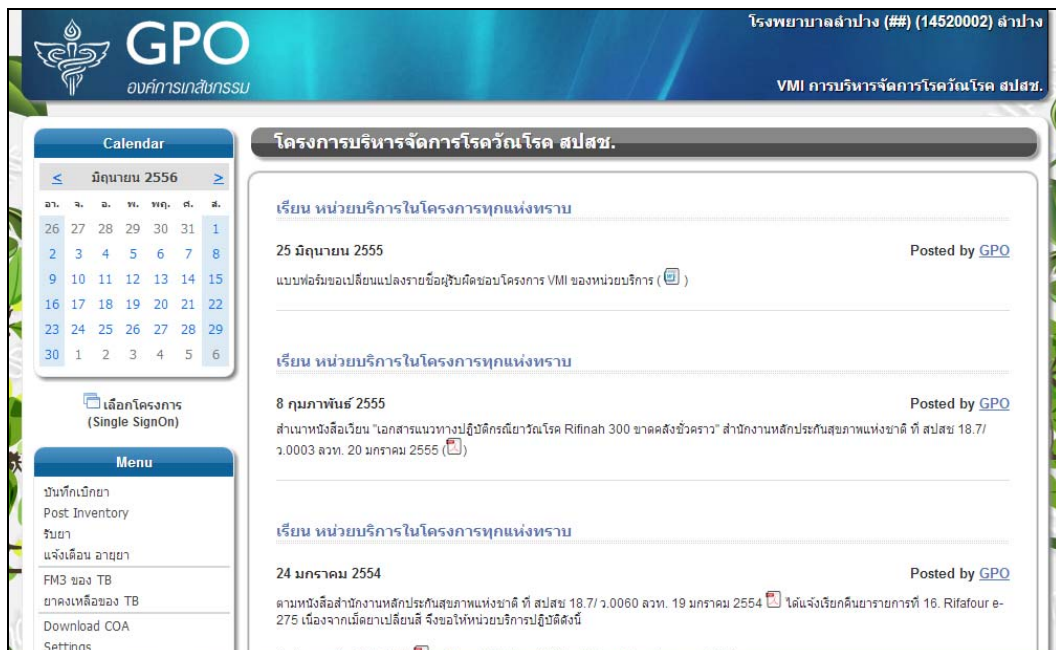 โรงพยาบาลลำปาง (##) (14520002) ลำปาง
GPO
องค์การเภสัชกรรม
VMI การบริหารจัดการโรควัณโรค สปสช.
Calendar
< มิถุนายน 2556 >
อา. จ. อ. พ. พฤ. ศ. ส.
26 27 28 29 30 31 1
2 3 4 5 6 7 8
9 10 11 12 13 14 15
16 17 18 19 20 21 22
23 24 25 26 27 28 29
30 1 2 3 4 5 6
เลือกโครงการ
(Single SignOn)
Menu
บันทึกเบิกยา
Post Inventory
รับยา
แจ้งเตือน อายุยา
FM3 ของ TB
ยาคงเหลือของ TB
Download COA
Settings
โครงการบริหารจัดการโรควัณโรค สปสช.
เรียน หน่วยบริการในโครงการทุกแห่งทราบ
25 มิถุนายน 2555 Posted by GPO
แบบฟอร์มขอเปลี่ยนแปลงรายชื่อผู้รับผิดชอบโครงการ VMI ของหน่วยบริการ ( )
เรียน หน่วยบริการในโครงการทุกแห่งทราบ
8 กุมภาพันธ์ 2555 Posted by GPO
สำเนาหนังสือเวียน "เอกสารแนวทางปฏิบัติกรณียาวัณโรค Rifinah 300 ขาดคลังชั่วคราว" สำนักงานหลักประกันสุขภาพแห่งชาติ ที่ สปสช 18.7/
ว.0003 ลวท. 20 มกราคม 2555 ( )
เรียน หน่วยบริการในโครงการทุกแห่งทราบ
24 มกราคม 2554 Posted by GPO
ตามหนังสือสำนักงานหลักประกันสุขภาพแห่งชาติ ที่ สปสช 18.7/ ว.0060 ลวท. 19 มกราคม 2554 ได้แจ้งเรียกคืนยารายการที่ 16. Rifafour e-
275 เนื่องจากเม็ดยาเปลี่ยนสี จึงขอให้หน่วยบริการปฏิบัติดังนี้